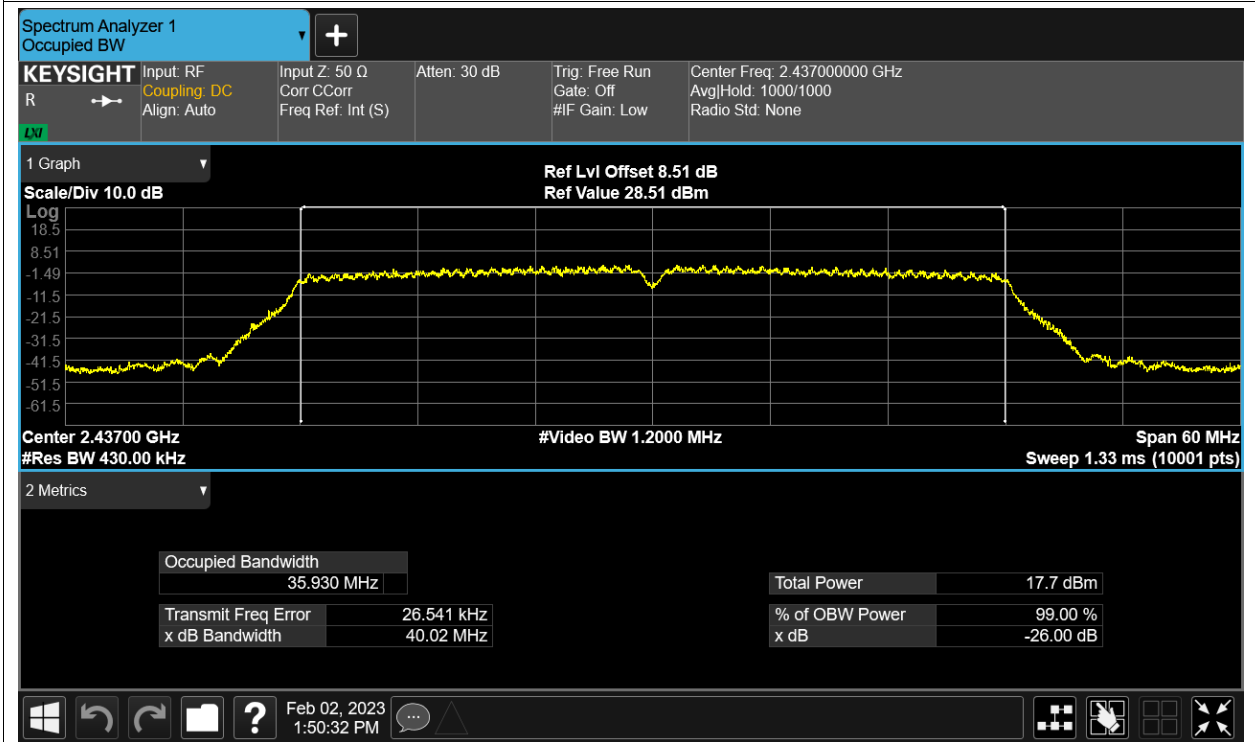 Spectrum Analyzer 1
Occupied BW
KEYSIGHT
R
LXI
Input: RF
Coupling: DC
Align: Auto
Input Z: 50 Ω
Corr CCorr
Freq Ref: Int (S)
Atten: 30 dB
Trig: Free Run
Gate: Off
#IF Gain: Low
Center Freq: 2.437000000 GHz
Avg|Hold: 1000/1000
Radio Std: None
1 Graph
Scale/Div 10.0 dB
Ref Lvl Offset 8.51 dB
Ref Value 28.51 dBm
Log
18.5
8.51
-1.49
-11.5
-21.5
-31.5
-41.5
-51.5
-61.5
Center 2.43700 GHz
#Res BW 430.00 kHz
#Video BW 1.2000 MHz
Span 60 MHz
Sweep 1.33 ms (10001 pts)
2 Metrics
Occupied Bandwidth
35.930 MHz
Transmit Freq Error 26.541 kHz
x dB Bandwidth 40.02 MHz
Total Power 17.7 dBm
% of OBW Power 99.00 %
x dB -26.00 dB
?
Feb 02, 2023
1:50:32 PM